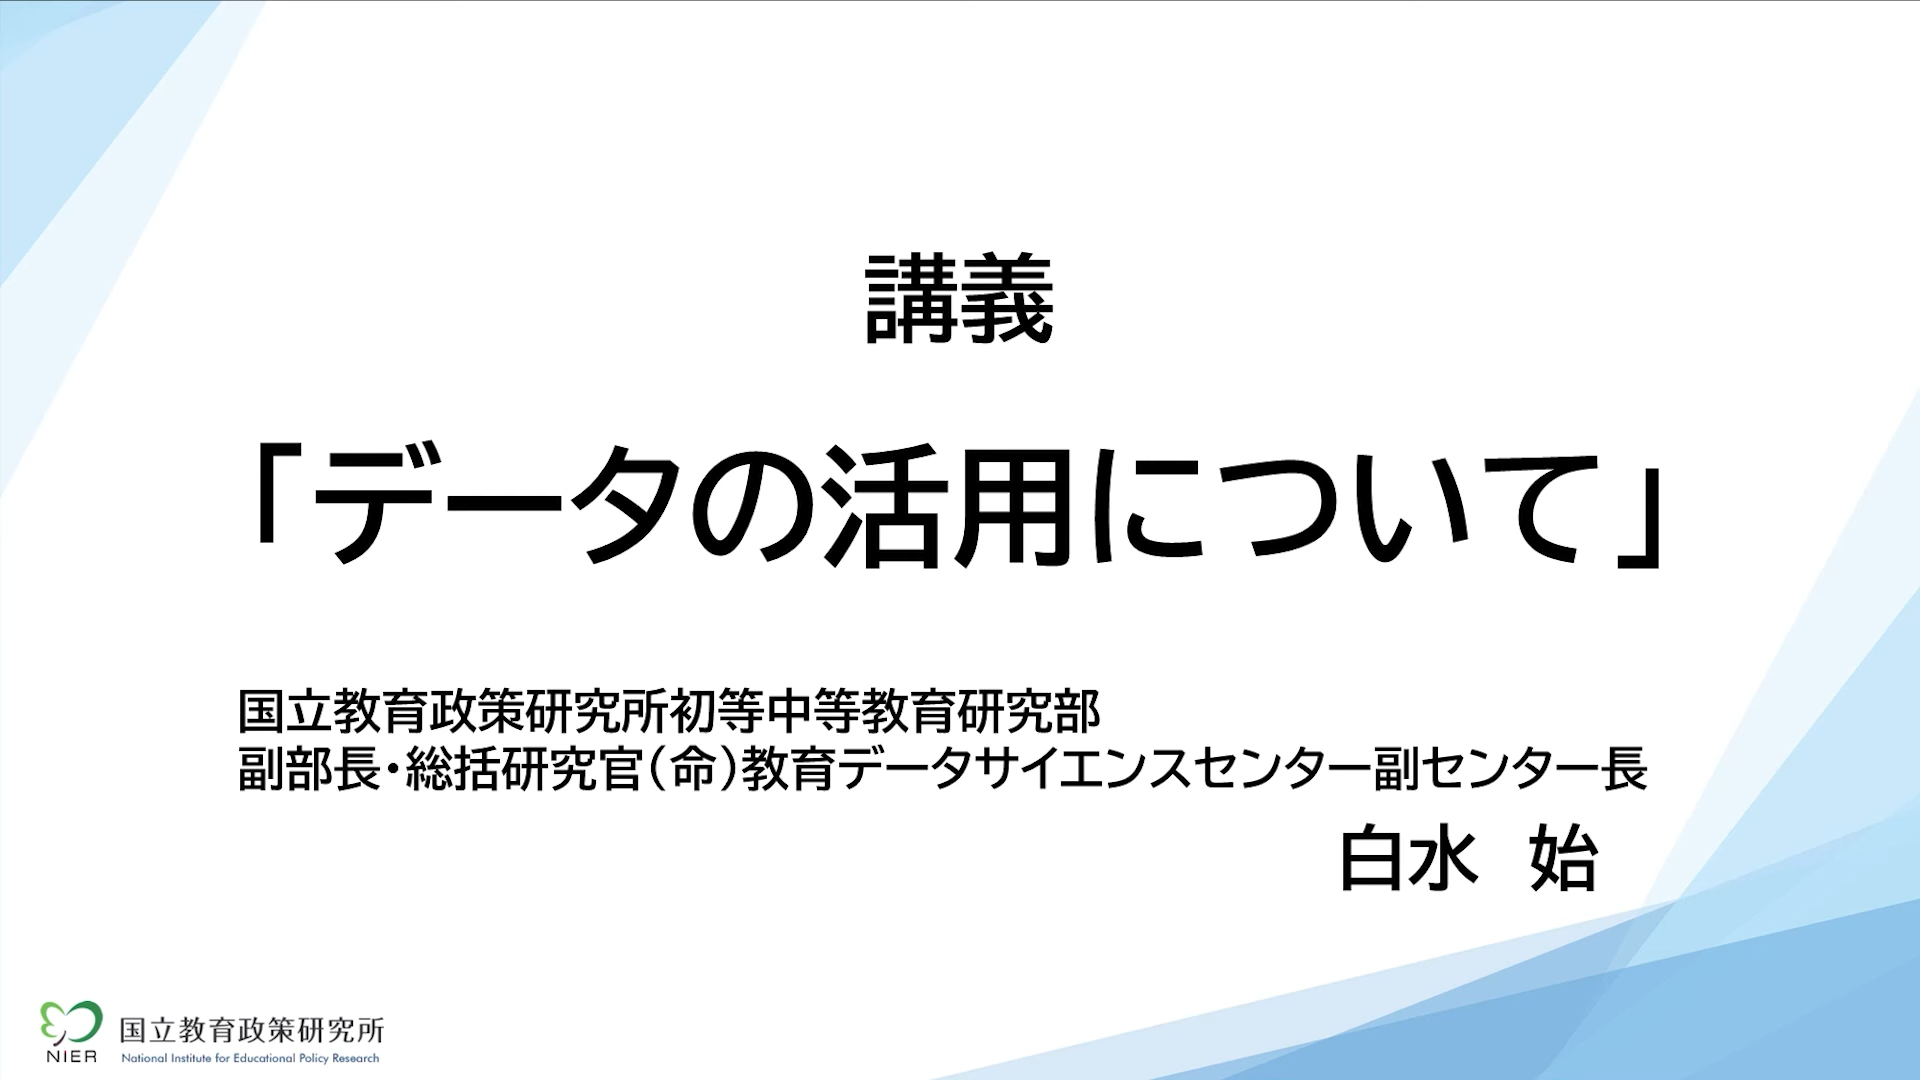 講義
「データの活用について」
国立教育政策研究所初等中等教育研究部
副部長・総括研究官（命）教育データサイエンスセンター副センター長
白水　始
NIER
国立教育政策研究所
National Institute for Educational Policy Research